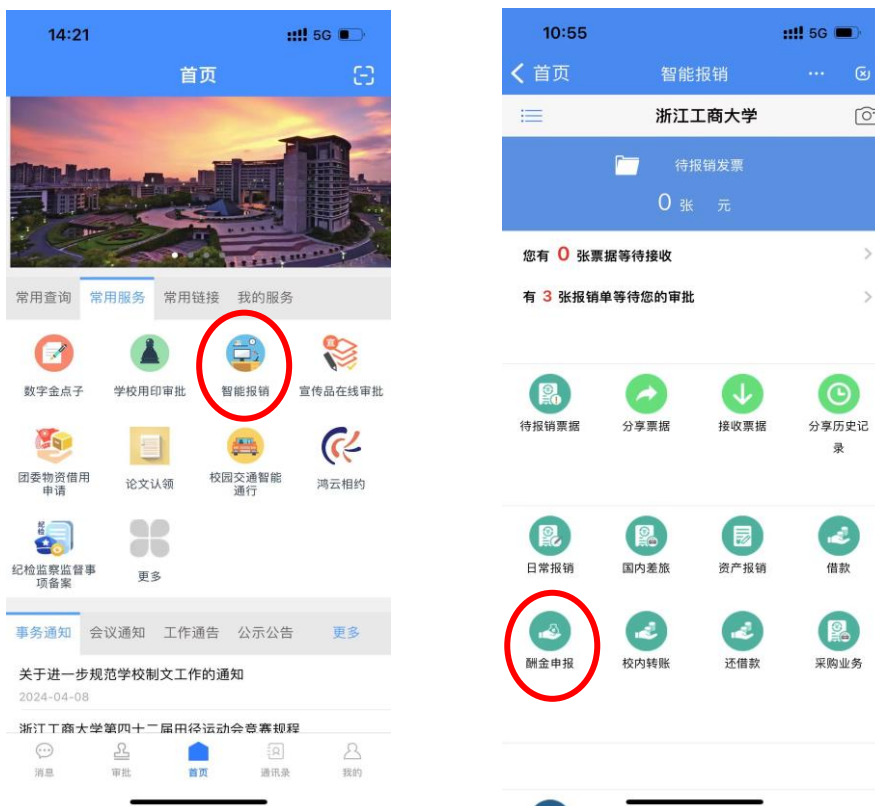 14:21
5G
首页
常用查询 常用服务 常用链接 我的服务
数字金点子 学校用印审批 智能报销 宣传品在线审批
团委物资借用申请 论文认领 校园交通智能通行 鸿云相约
纪检
纪检监察监督事项备案 更多
事务通知 会议通知 工作通告 公示公告 更多
关于进一步规范学校制文工作的通知
2024-04-08
浙江工商大学第四十二届田径运动会竞赛规程
消息 审批 首页 通讯录 我的
10:55
5G
首页 智能报销 ...
浙江工商大学
待报销发票
0 张 元
您有 0 张票据等待接收
有 3 张报销单等待您的审批
待报销票据 分享票据 接收票据 分享历史记录
日常报销 国内差旅 资产报销 借款
酬金申报 校内转账 还借款 采购业务